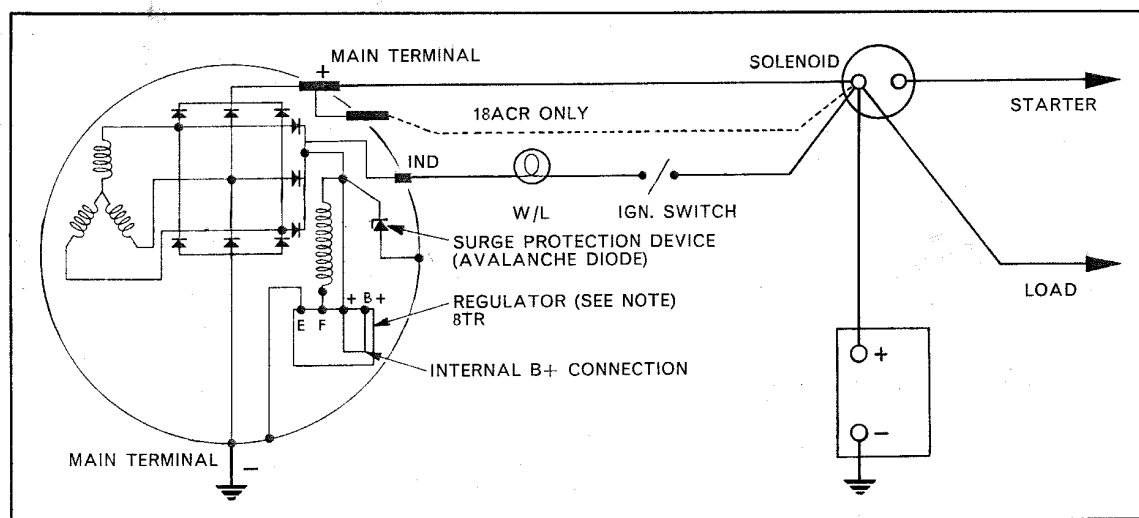 MAIN TERMINAL
+
SOLENOID
STARTER
18ACR ONLY
IND
W/L
IGN. SWITCH
SURGE PROTECTION DEVICE
(AVALANCHE DIODE)
LOAD
E F + B+
REGULATOR (SEE NOTE)
8TR
INTERNAL B+ CONNECTION
+
−
MAIN TERMINAL −